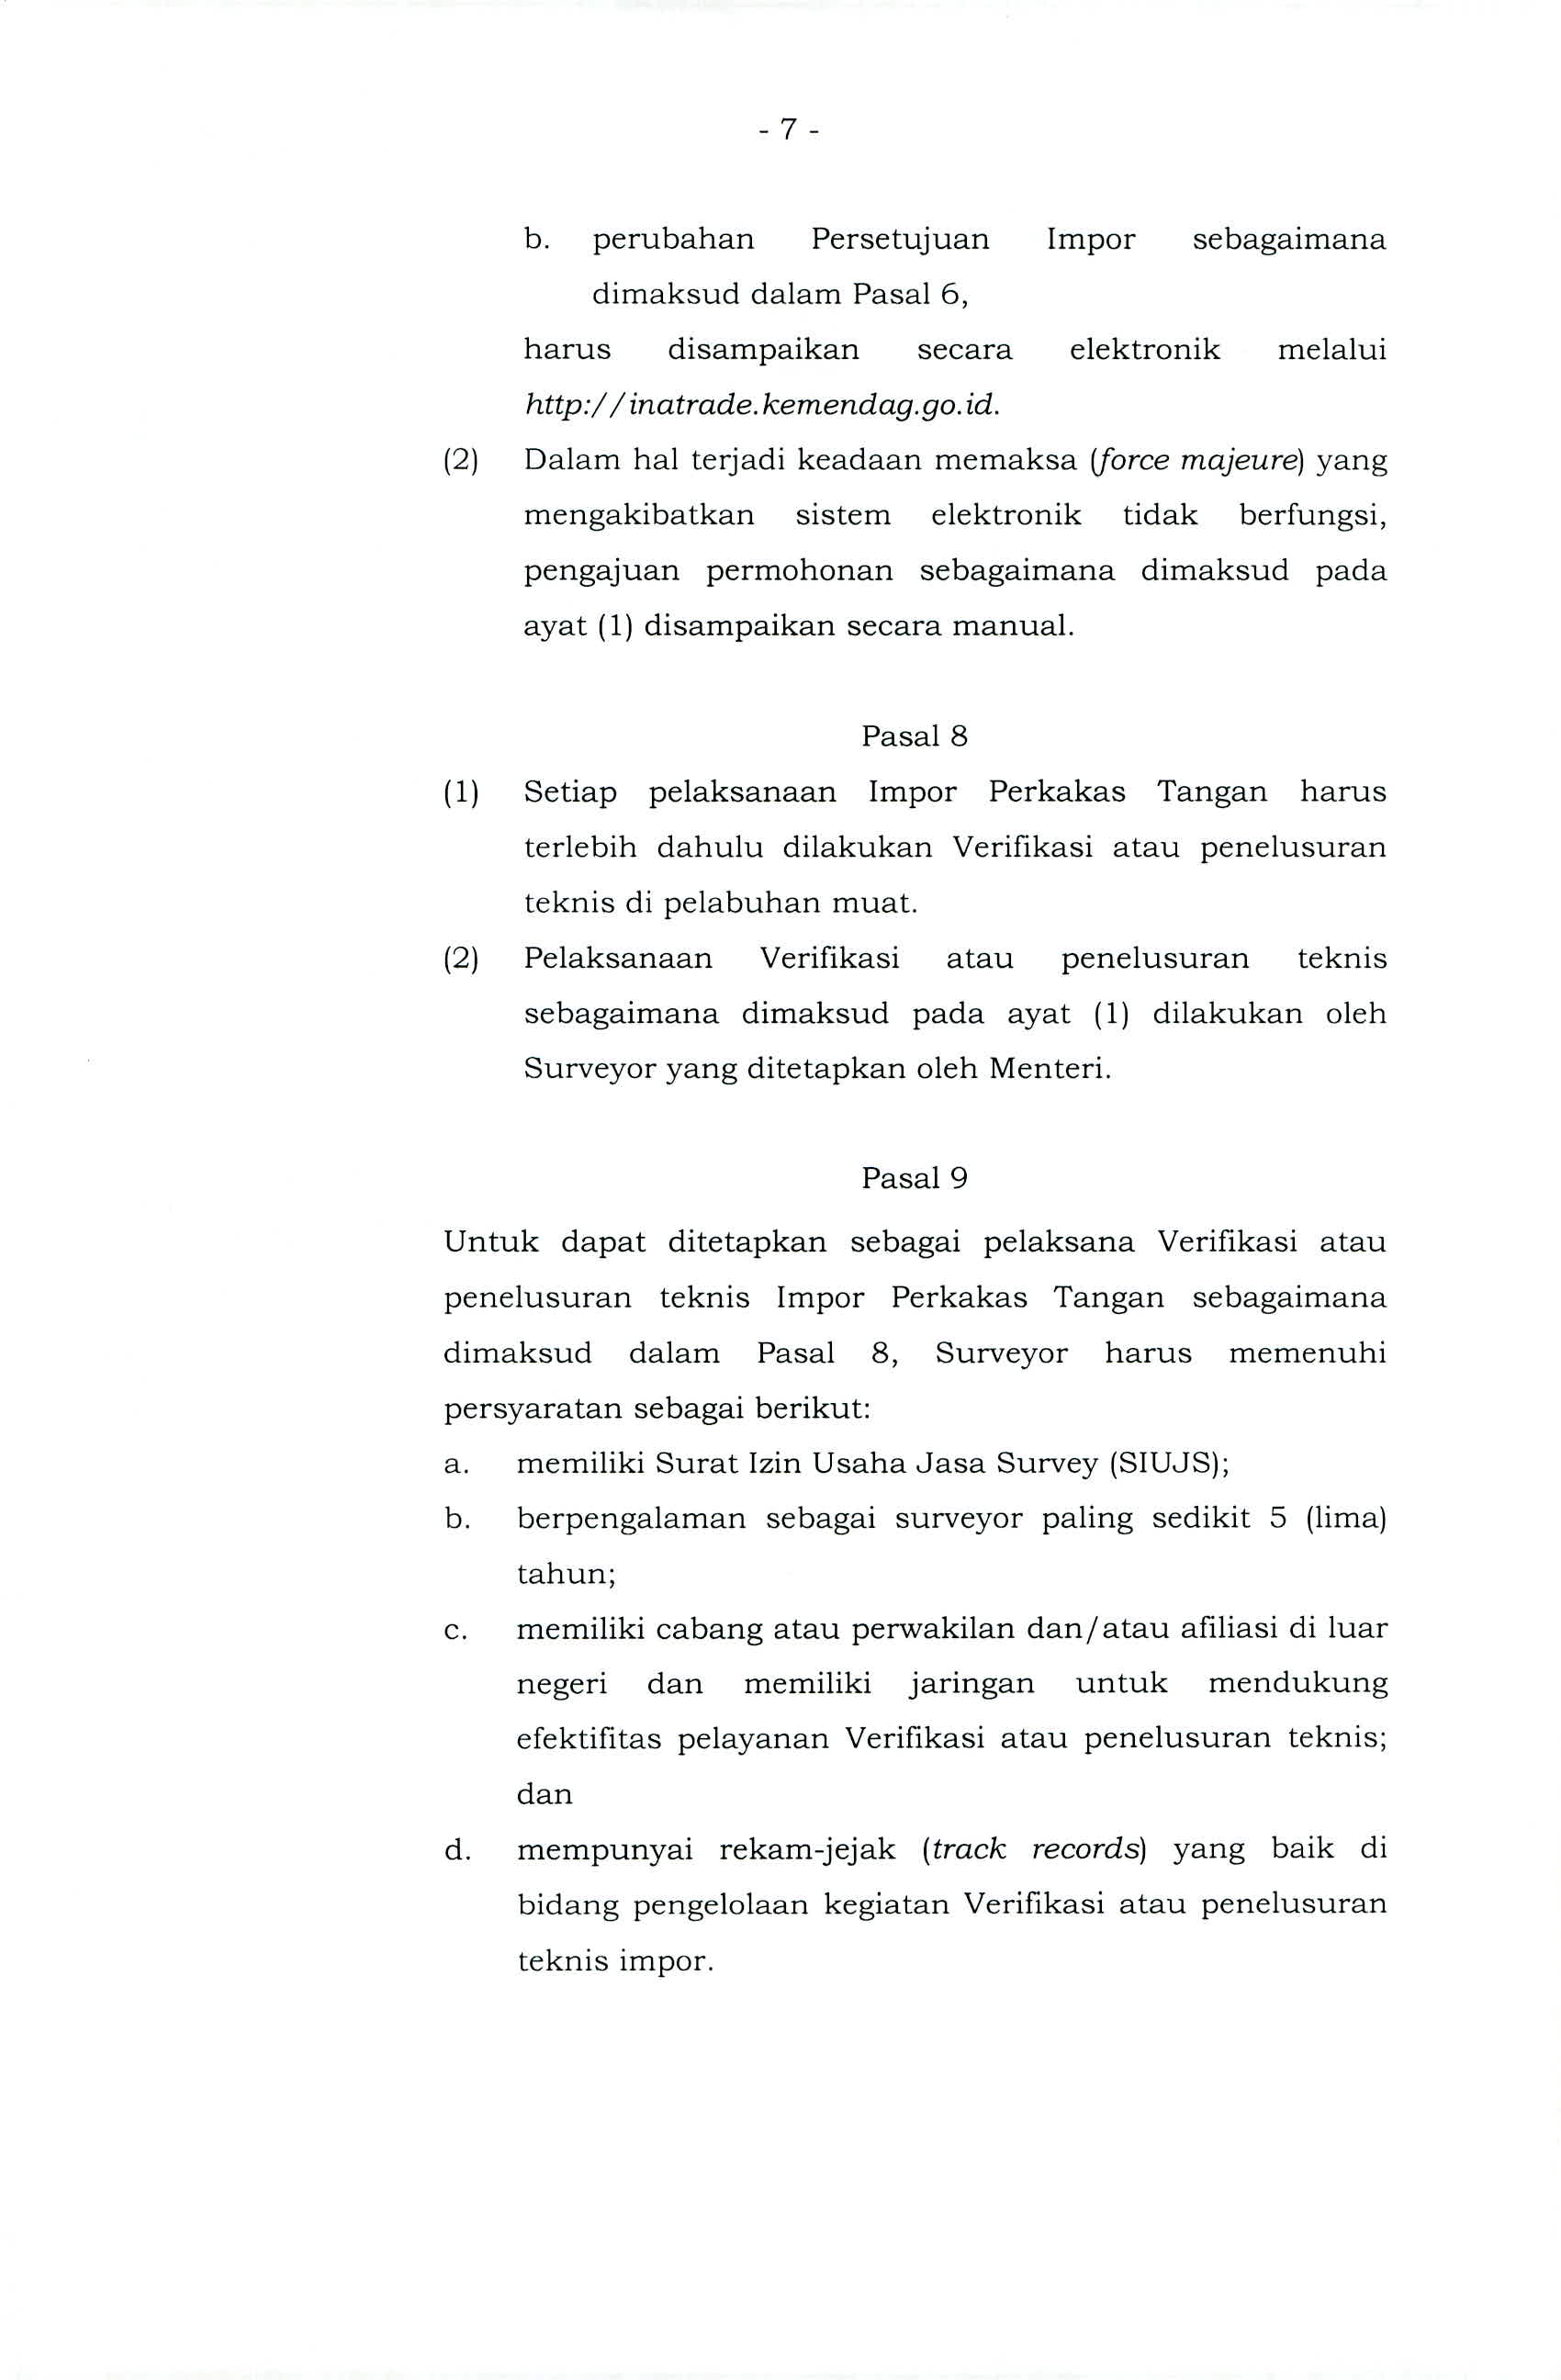 - 7 -
b. perubahan Persetujuan Impor sebagaimana
dimaksud dalam Pasal 6,
harus disampaikan secara elektronik melalui
http://inatrade.kemendag.go.id.
(2) Dalam hal terjadi keadaan memaksa (force majeure) yang
mengakibatkan sistem elektronik tidak berfungsi,
pengajuan permohonan sebagaimana dimaksud pada
ayat (1) disampaikan secara manual.
Pasal 8
(1) Setiap pelaksanaan Impor Perkakas Tangan harus
terlebih dahulu dilakukan Verifikasi atau penelusuran
teknis di pelabuhan muat.
(2) Pelaksanaan Verifikasi atau penelusuran teknis
sebagaimana dimaksud pada ayat (1) dilakukan oleh
Surveyor yang ditetapkan oleh Menteri.
Pasal 9
Untuk dapat ditetapkan sebagai pelaksana Verifikasi atau
penelusuran teknis Impor Perkakas Tangan sebagaimana
dimaksud dalam Pasal 8, Surveyor harus memenuhi
persyaratan sebagai berikut:
a. memiliki Surat Izin Usaha Jasa Survey (SIUJS);
b. berpengalaman sebagai surveyor paling sedikit 5 (lima)
tahun;
c. memiliki cabang atau perwakilan dan/atau afiliasi di luar
negeri dan memiliki jaringan untuk mendukung
efektifitas pelayanan Verifikasi atau penelusuran teknis;
dan
d. mempunyai rekam-jejak (track records) yang baik di
bidang pengelolaan kegiatan Verifikasi atau penelusuran
teknis impor.